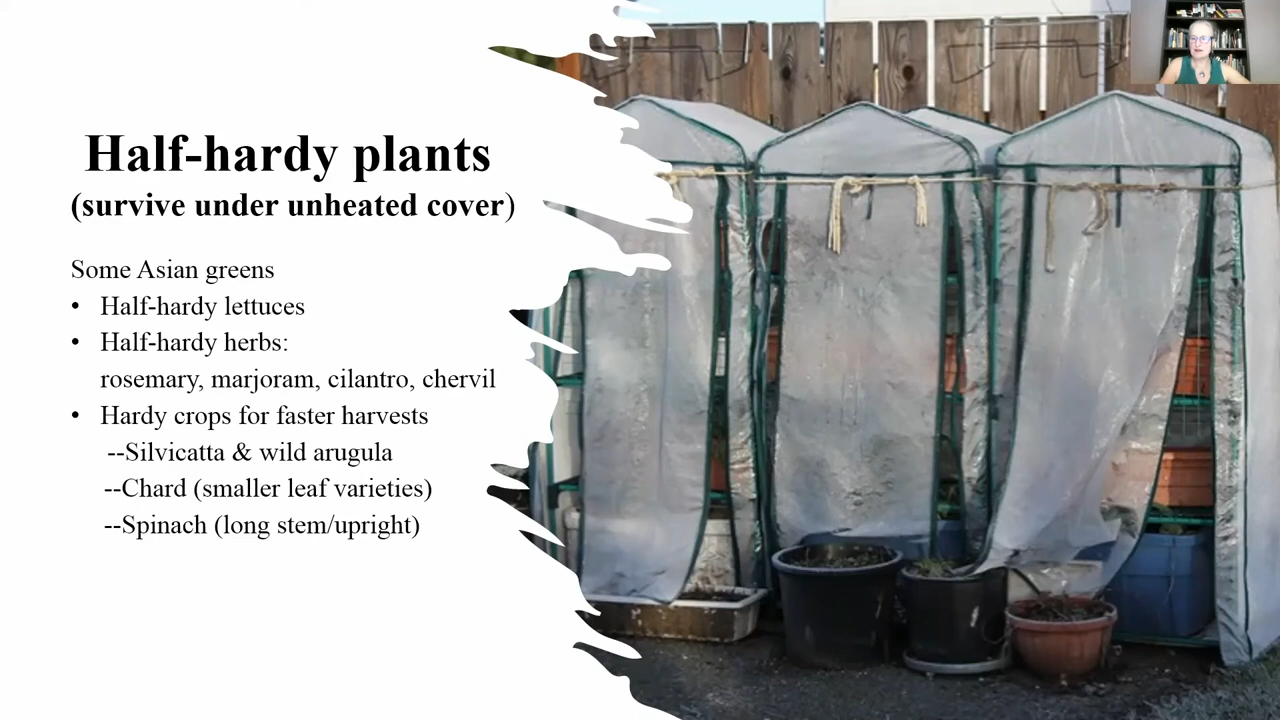 Half-hardy plants
(survive under unheated cover)
Some Asian greens
• Half-hardy lettuces
• Half-hardy herbs:
rosemary, marjoram, cilantro, chervil
• Hardy crops for faster harvests
--Silvicatta & wild arugula
--Chard (smaller leaf varieties)
--Spinach (long stem/upright)